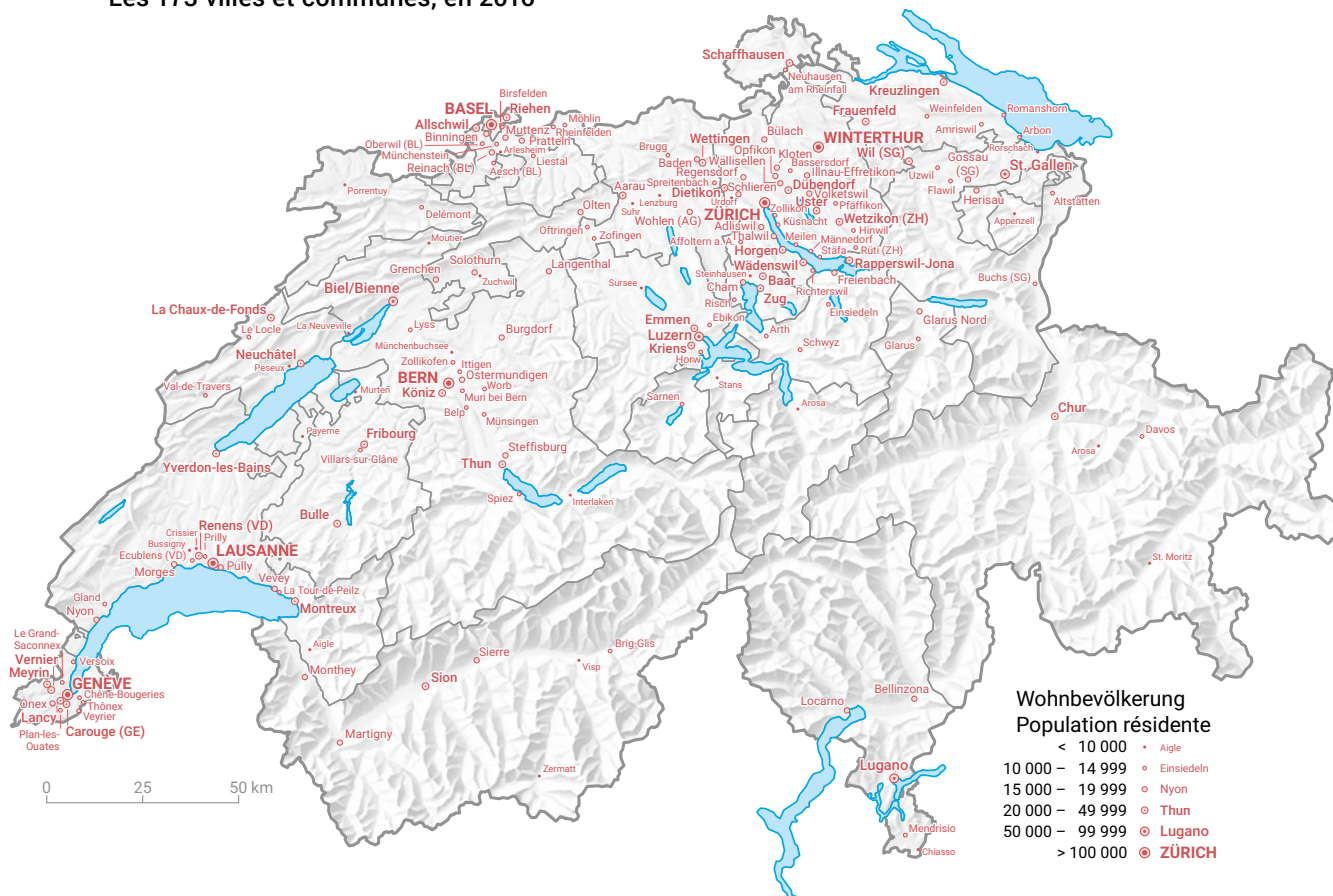 Les 173 villes et communes, en 2016
Schaffhausen
Neuhausen
am Rheinfall
Kreuzlingen
Birsfelden
BASEL
Riehen
Allschwil
Möhlin
Muttenz
Rheinfelden
Binningen
Pratteln
Oberwil (BL)
Arlesheim
Münchenstein
Liestal
Reinach (BL)
Aesch (BL)
Frauenfeld
Weinfelden
Romanshorn
Amriswil
Arbon
Rorschach
Wettingen
Bülach
WINTERTHUR
Brugg
Opfikon
Kloten
Wil (SG)
Baden
Wallisellen
Bassersdorf
Gossau
(SG)
St. Gallen
Regensdorf
Illnau-Effretikon
Uzwil
Spreitenbach
Schlieren
Dübendorf
Flawil
Herisau
Aarau
Dietikon
Volketswil
Altstätten
Lenzburg
Urdorf
Uster
Pfäffikon
Suhr
ZÜRICH
Zollikon
Appenzell
Olten
Wohlen (AG)
Küsnacht
Wetzikon (ZH)
Adliswil
Hinwil
Oftringen
Thalwil
Meilen
Männedorf
Zofingen
Affoltern a. A.
Stäfa
Rüti (ZH)
Horgen
Porrentruy
Delémont
Moutier
Solothurn
Langenthal
Wädenswil
Rapperswil-Jona
Grenchen
Zuchwil
Steinhausen
Baar
Freienbach
Buchs (SG)
Sursee
Cham
Richterswil
Biel/Bienne
Risch
Zug
Einsiedeln
La Chaux-de-Fonds
Le Locle
La Neuveville
Lyss
Burgdorf
Emmen
Ebikon
Glarus Nord
Luzern
Arth
Münchenbuchsee
Kriens
Schwyz
Glarus
Neuchâtel
Zollikofen
Ittigen
Horw
Peseux
Ostermundigen
BERN
Stans
Val-de-Travers
Murten
Köniz
Worb
Muri bei Bern
Sarnen
Arosa
Chur
Belp
Münsingen
Payerne
Fribourg
Davos
Villars-sur-Glâne
Steffisburg
Arosa
Yverdon-les-Bains
Thun
Spiez
Interlaken
Bulle
Renens (VD)
Crissier
Prilly
Bussigny
LAUSANNE
Ecublens (VD)
Pully
St. Moritz
Morges
Vevey
La Tour-de-Peilz
Gland
Montreux
Nyon
Le Grand-
Saconnex
Aigle
Brig-Glis
Vernier
Versoix
Sierre
Visp
Meyrin
Monthey
GENÈVE
Sion
Chêne-Bougeries
Onex
Thônex
Bellinzona
Lancy
Veyrier
Locarno
Plan-les-
Ouates
Carouge (GE)
Martigny
Zermatt
Lugano
Mendrisio
Chiasso
0 25 50 km
Wohnbevölkerung
Population résidente
< 10 000 Aigle
10 000 – 14 999 Einsiedeln
15 000 – 19 999 Nyon
20 000 – 49 999 Thun
50 000 – 99 999 Lugano
> 100 000 ZÜRICH